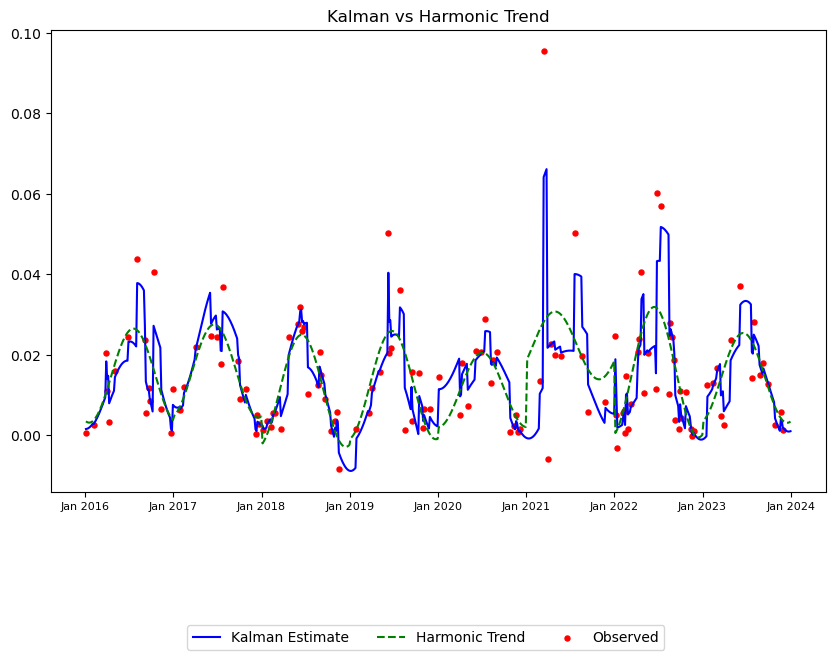 Kalman vs Harmonic Trend
0.10
0.08
0.06
0.04
0.02
0.00
Jan 2016 Jan 2017 Jan 2018 Jan 2019 Jan 2020 Jan 2021 Jan 2022 Jan 2023 Jan 2024
Kalman Estimate Harmonic Trend Observed